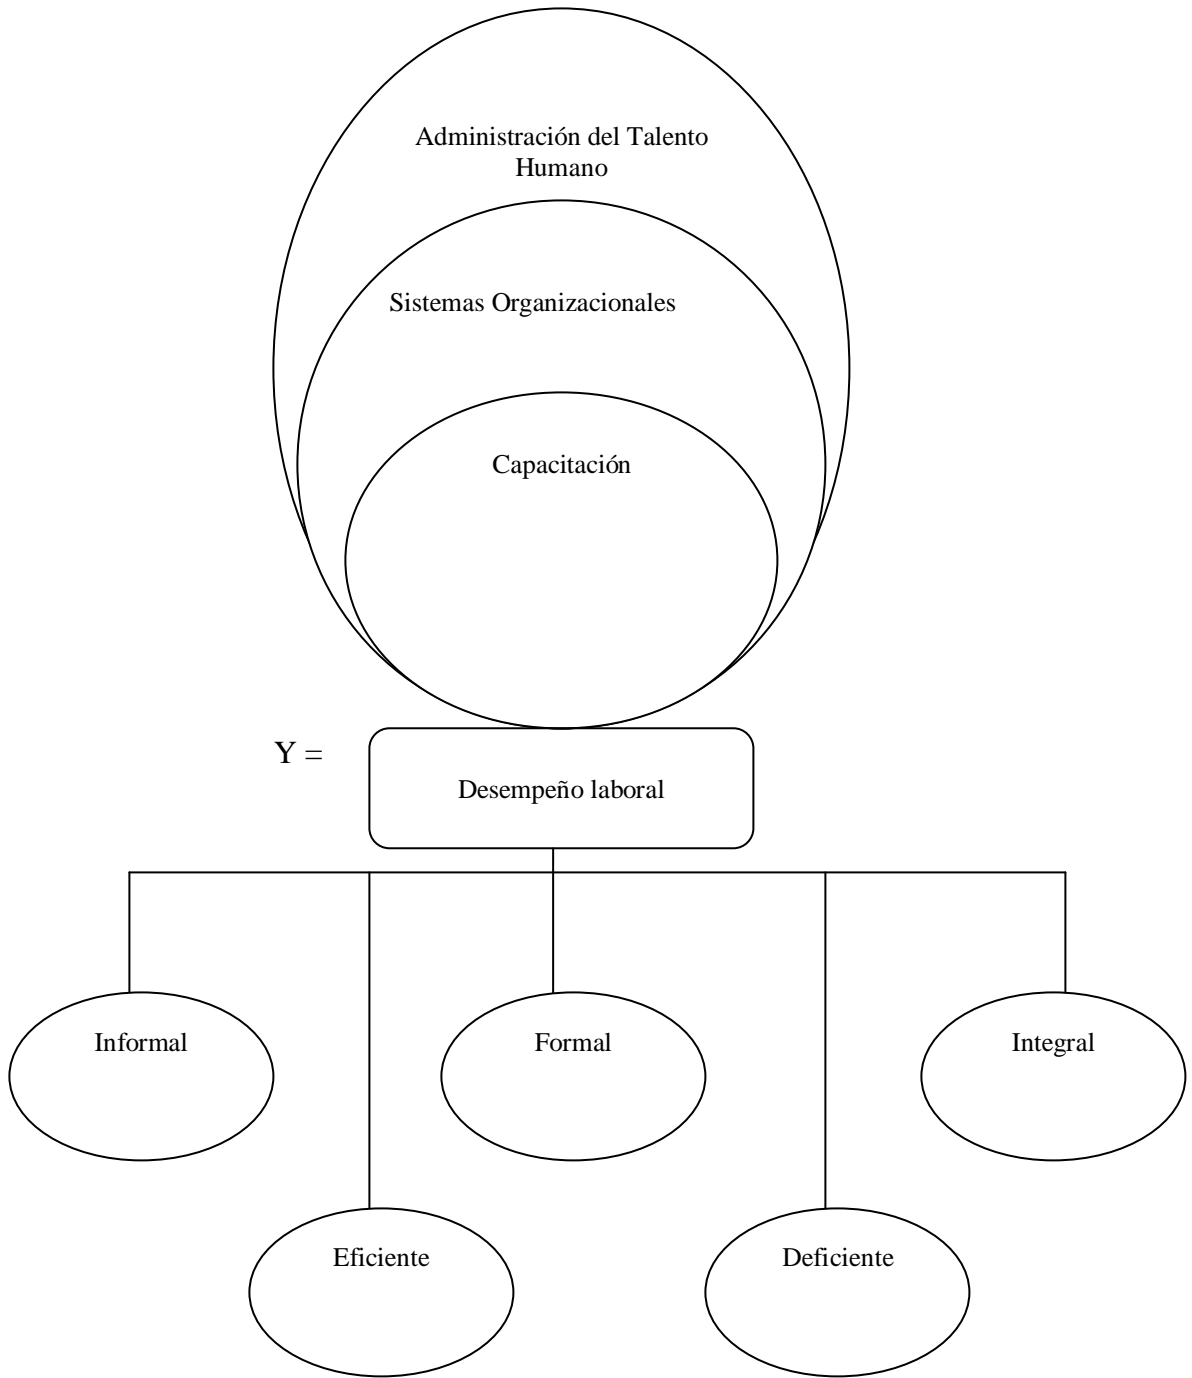 Administración del Talento
Humano
Sistemas Organizacionales
Capacitación
Y =
Desempeño laboral
Informal
Formal
Integral
Eficiente
Deficiente